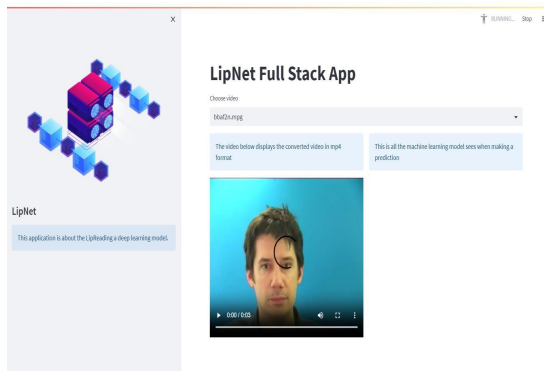 x
RUNNING... Stop
LipNet Full Stack App
Choose video
bbaf2n.mpg
The video below displays the converted video in mp4
format
This is all the machine learning model sees when making a
prediction
LipNet
This application is about the LipReading a deep learning model.
0:00 / 0:03